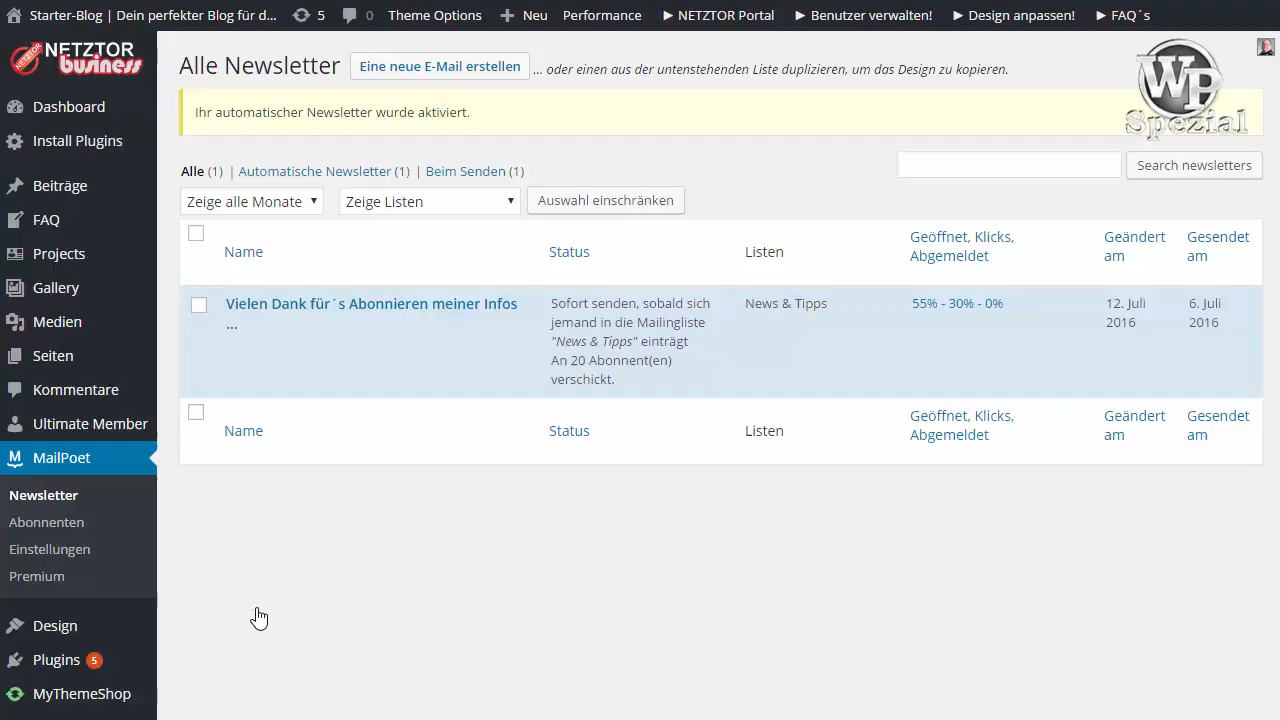 Starter-Blog | Dein perfekter Blog für d... 5 0 Theme Options Neu Performance ► NETZTOR Portal ► Benutzer verwalten! ► Design anpassen! ► FAQ´s
NETZTOR
business
Dashboard
Install Plugins
Beiträge
FAQ
Projects
Gallery
Medien
Seiten
Kommentare
Ultimate Member
MailPoet
Newsletter
Abonnenten
Einstellungen
Premium
Design
Plugins 5
MyThemeShop
Alle Newsletter Eine neue E-Mail erstellen ... oder einen aus der untenstehenden Liste duplizieren, um das Design zu kopieren.
WP
Spezial
Ihr automatischer Newsletter wurde aktiviert.
Alle (1) | Automatische Newsletter (1) | Beim Senden (1)
Search newsletters
Zeige alle Monate Zeige Listen Auswahl einschränken
Name Status Listen Geöffnet, Klicks, Geändert Gesendet
Abgemeldet am am
Vielen Dank für´s Abonnieren meiner Infos Sofort senden, sobald sich News & Tipps 55% - 30% - 0% 12. Juli 6. Juli
... jemand in die Mailingliste 2016 2016
"News & Tipps" einträgt
An 20 Abonnent(en)
verschickt.
Name Status Listen Geöffnet, Klicks, Geändert Gesendet
Abgemeldet am am